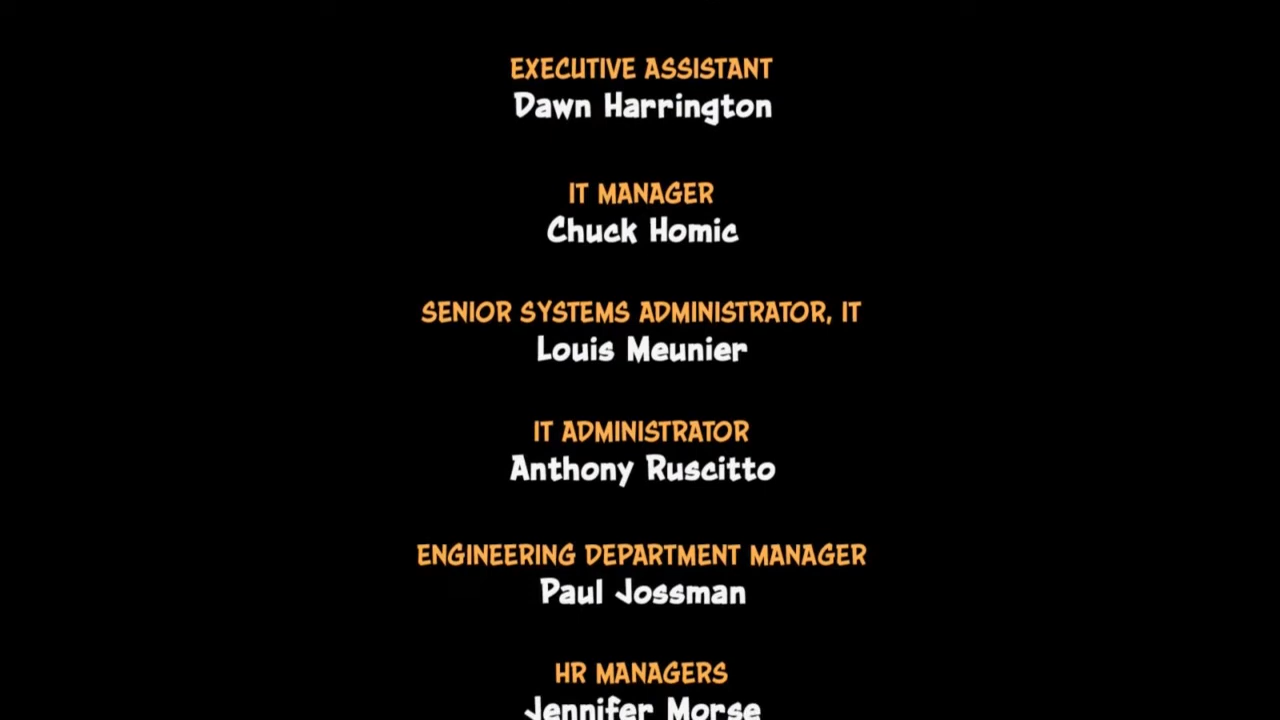 EXECUTIVE ASSISTANT
Dawn Harrington
IT MANAGER
Chuck Homic
SENIOR SYSTEMS ADMINISTRATOR, IT
Louis Meunier
IT ADMINISTRATOR
Anthony Ruscitto
ENGINEERING DEPARTMENT MANAGER
Paul Jossman
HR MANAGERS
Jennifer Morse